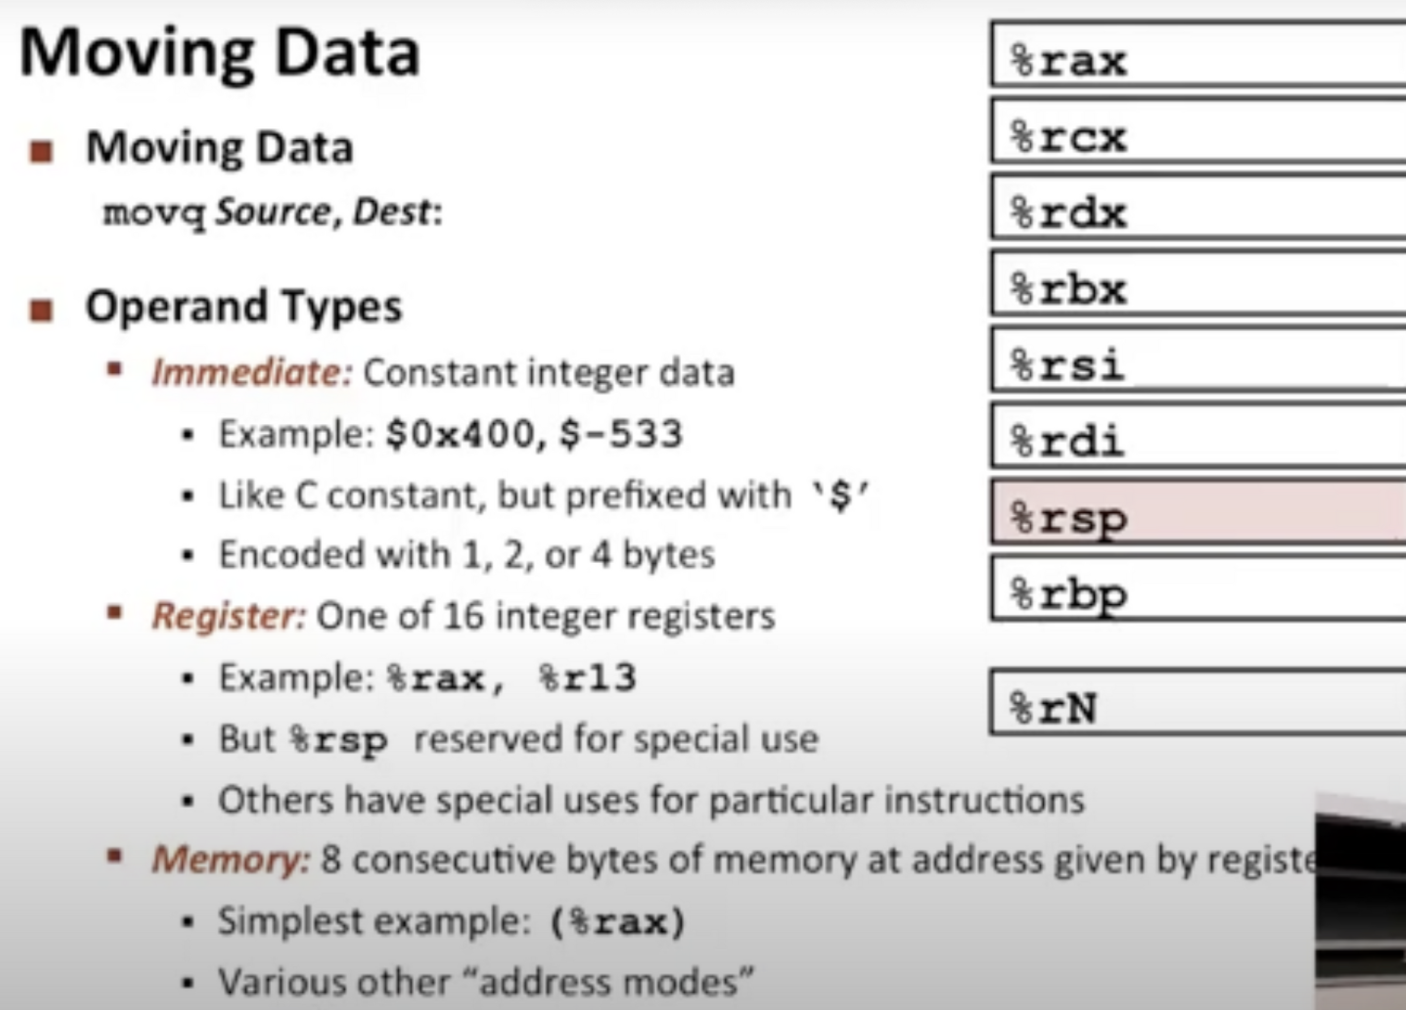 Moving Data
Moving Data
movq Source, Dest:
Operand Types
Immediate: Constant integer data
Example: $0x400, $-533
Like C constant, but prefixed with `$′
Encoded with 1, 2, or 4 bytes
Register: One of 16 integer registers
Example: %rax, %r13
But %rsp reserved for special use
Others have special uses for particular instructions
Memory: 8 consecutive bytes of memory at address given by registe
Simplest example: (%rax)
Various other “address modes”
%rax
%rcx
%rdx
%rbx
%rsi
%rdi
%rsp
%rbp
%rN